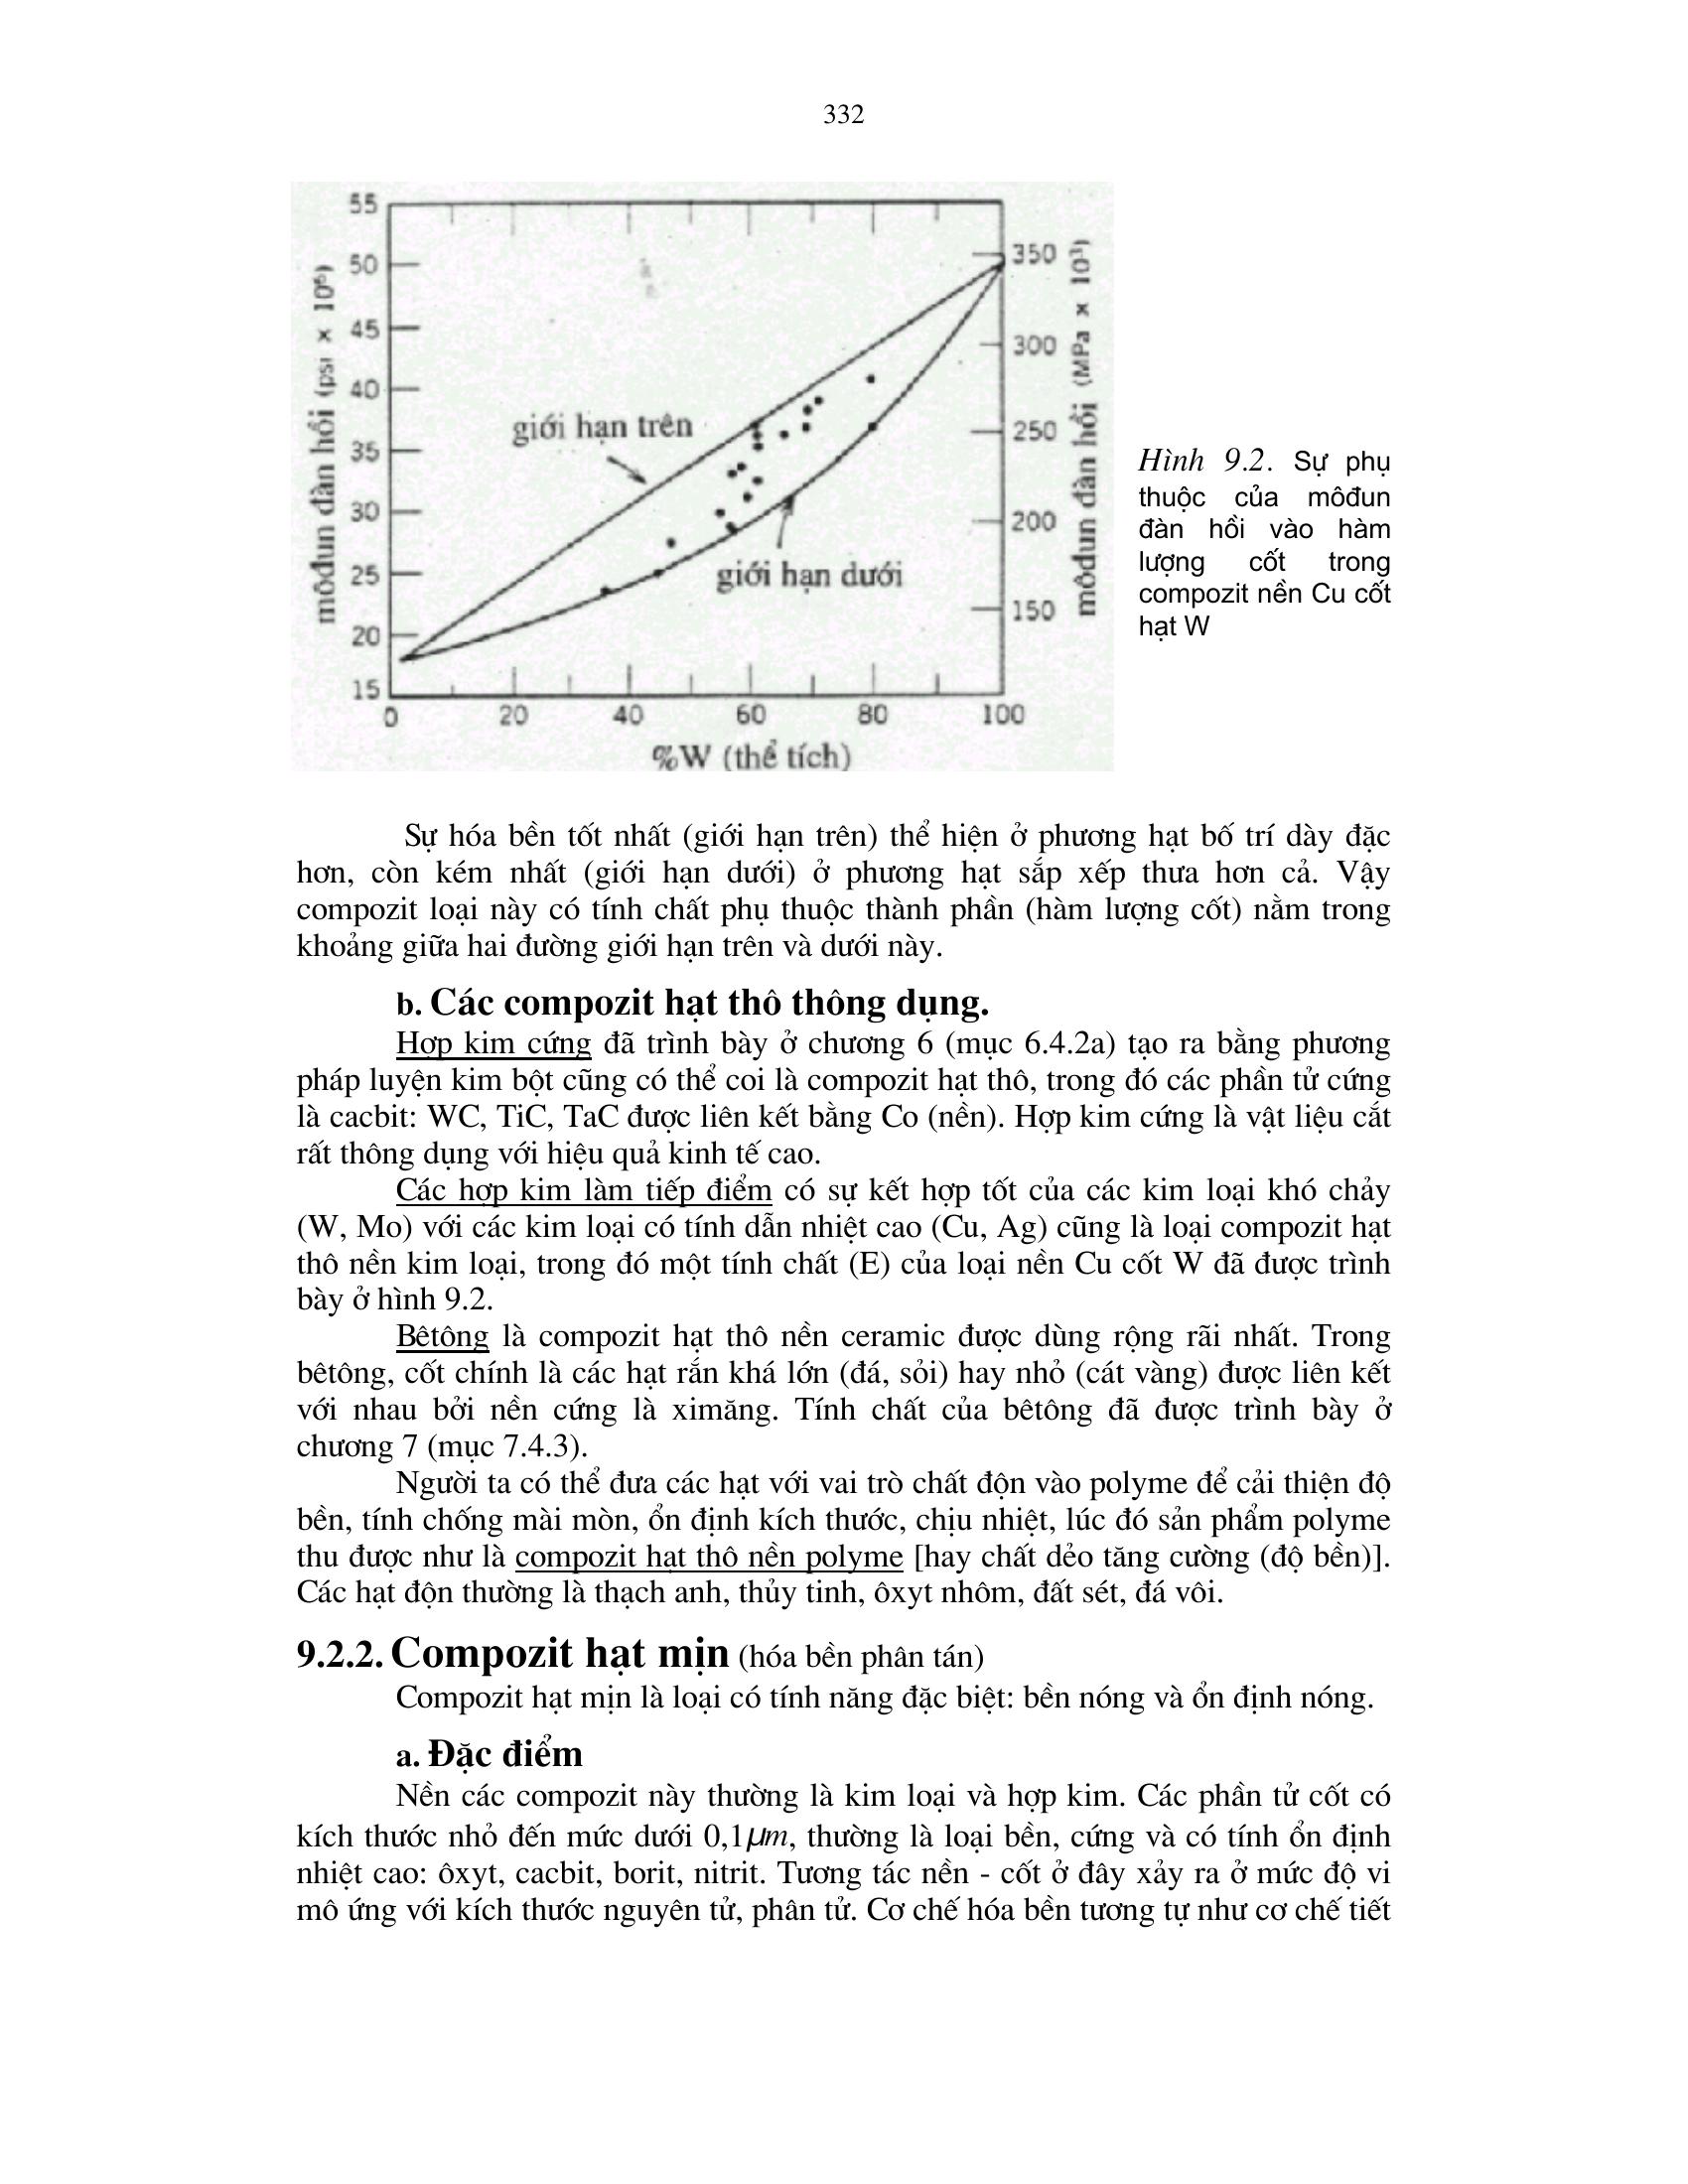 332
55
50
45
40
35
30
25
20
15
môđun đàn hồi (psi × 10⁶)
0
20
40
60
80
100
%W (thể tích)
350
300
250
200
150
môđun đàn hồi (MPa × 10³)
giới hạn trên
giới hạn dưới
Hình 9.2. Sự phụ
thuộc của môđun
đàn hồi vào hàm
lượng cốt trong
compozit nền Cu cốt
hạt W
Sự hóa bền tốt nhất (giới hạn trên) thể hiện ở phương hạt bố trí dày đặc
hơn, còn kém nhất (giới hạn dưới) ở phương hạt sắp xếp thưa hơn cả. Vậy
compozit loại này có tính chất phụ thuộc thành phần (hàm lượng cốt) nằm trong
khoảng giữa hai đường giới hạn trên và dưới này.
b. Các compozit hạt thô thông dụng.
Hợp kim cứng đã trình bày ở chương 6 (mục 6.4.2a) tạo ra bằng phương
pháp luyện kim bột cũng có thể coi là compozit hạt thô, trong đó các phần tử cứng
là cacbit: WC, TiC, TaC được liên kết bằng Co (nền). Hợp kim cứng là vật liệu cắt
rất thông dụng với hiệu quả kinh tế cao.
Các hợp kim làm tiếp điểm có sự kết hợp tốt của các kim loại khó chảy
(W, Mo) với các kim loại có tính dẫn nhiệt cao (Cu, Ag) cũng là loại compozit hạt
thô nền kim loại, trong đó một tính chất (E) của loại nền Cu cốt W đã được trình
bày ở hình 9.2.
Bêtông là compozit hạt thô nền ceramic được dùng rộng rãi nhất. Trong
bêtông, cốt chính là các hạt rắn khá lớn (đá, sỏi) hay nhỏ (cát vàng) được liên kết
với nhau bởi nền cứng là ximăng. Tính chất của bêtông đã được trình bày ở
chương 7 (mục 7.4.3).
Người ta có thể đưa các hạt với vai trò chất độn vào polyme để cải thiện độ
bền, tính chống mài mòn, ổn định kích thước, chịu nhiệt, lúc đó sản phẩm polyme
thu được như là compozit hạt thô nền polyme [hay chất dẻo tăng cường (độ bền)].
Các hạt độn thường là thạch anh, thủy tinh, ôxyt nhôm, đất sét, đá vôi.
9.2.2. Compozit hạt mịn (hóa bền phân tán)
Compozit hạt mịn là loại có tính năng đặc biệt: bền nóng và ổn định nóng.
a. Đặc điểm
Nền các compozit này thường là kim loại và hợp kim. Các phần tử cốt có
kích thước nhỏ đến mức dưới 0,1μm, thường là loại bền, cứng và có tính ổn định
nhiệt cao: ôxyt, cacbit, borit, nitrit. Tương tác nền - cốt ở đây xảy ra ở mức độ vi
mô ứng với kích thước nguyên tử, phân tử. Cơ chế hóa bền tương tự như cơ chế tiết